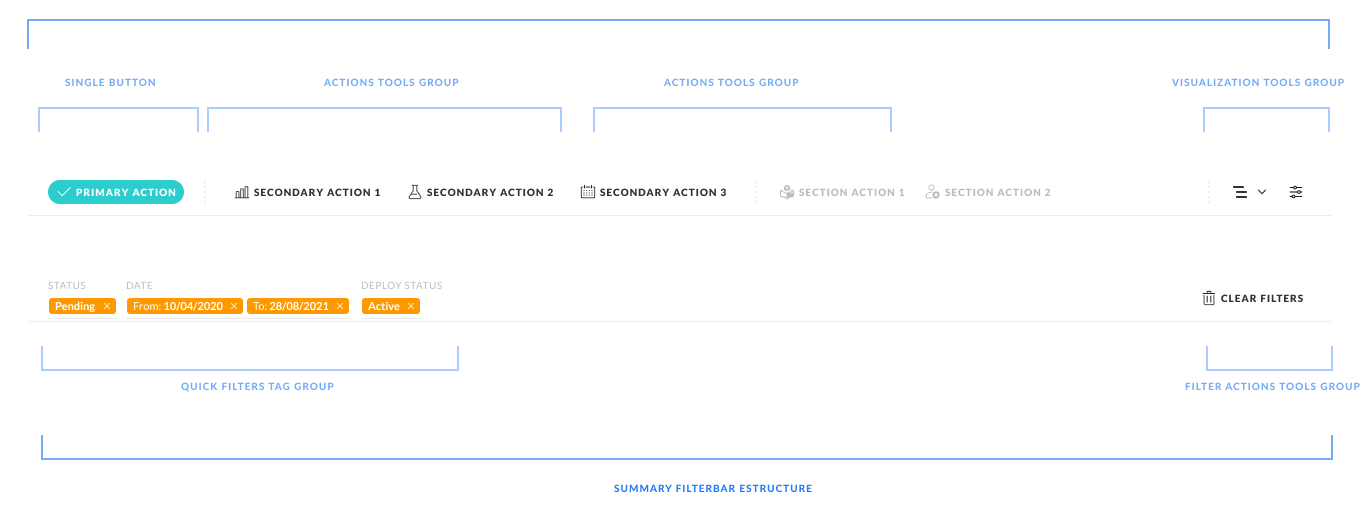 SINGLE BUTTON ACTIONS TOOLS GROUP ACTIONS TOOLS GROUP VISUALIZATION TOOLS GROUP
PRIMARY ACTION SECONDARY ACTION 1 SECONDARY ACTION 2 SECONDARY ACTION 3 SECTION ACTION 1 SECTION ACTION 2
STATUS DATE DEPLOY STATUS
Pending × From: 10/04/2020 × To: 28/08/2021 × Active × CLEAR FILTERS
QUICK FILTERS TAG GROUP FILTER ACTIONS TOOLS GROUP
SUMMARY FILTERBAR ESTRUCTURE